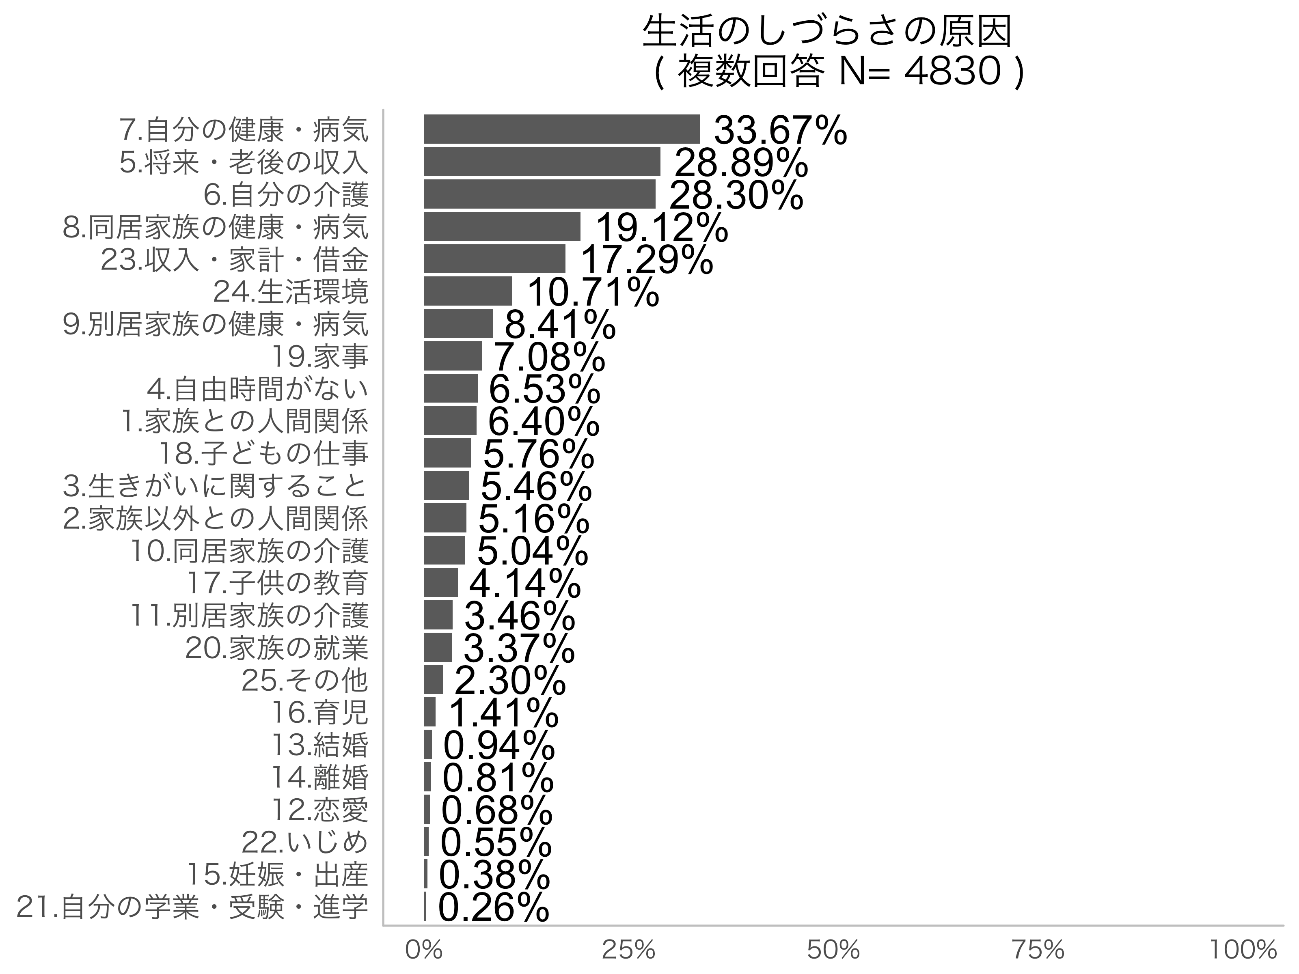 生活のしづらさの原因
( 複数回答 N= 4830 )
7.自分の健康・病気 33.67%
5.将来・老後の収入 28.89%
6.自分の介護 28.30%
8.同居家族の健康・病気 19.12%
23.収入・家計・借金 17.29%
24.生活環境 10.71%
9.別居家族の健康・病気 8.41%
19.家事 7.08%
4.自由時間がない 6.53%
1.家族との人間関係 6.40%
18.子どもの仕事 5.76%
3.生きがいに関すること 5.46%
2.家族以外との人間関係 5.16%
10.同居家族の介護 5.04%
17.子供の教育 4.14%
11.別居家族の介護 3.46%
20.家族の就業 3.37%
25.その他 2.30%
16.育児 1.41%
13.結婚 0.94%
14.離婚 0.81%
12.恋愛 0.68%
22.いじめ 0.55%
15.妊娠・出産 0.38%
21.自分の学業・受験・進学 0.26%
0% 25% 50% 75% 100%